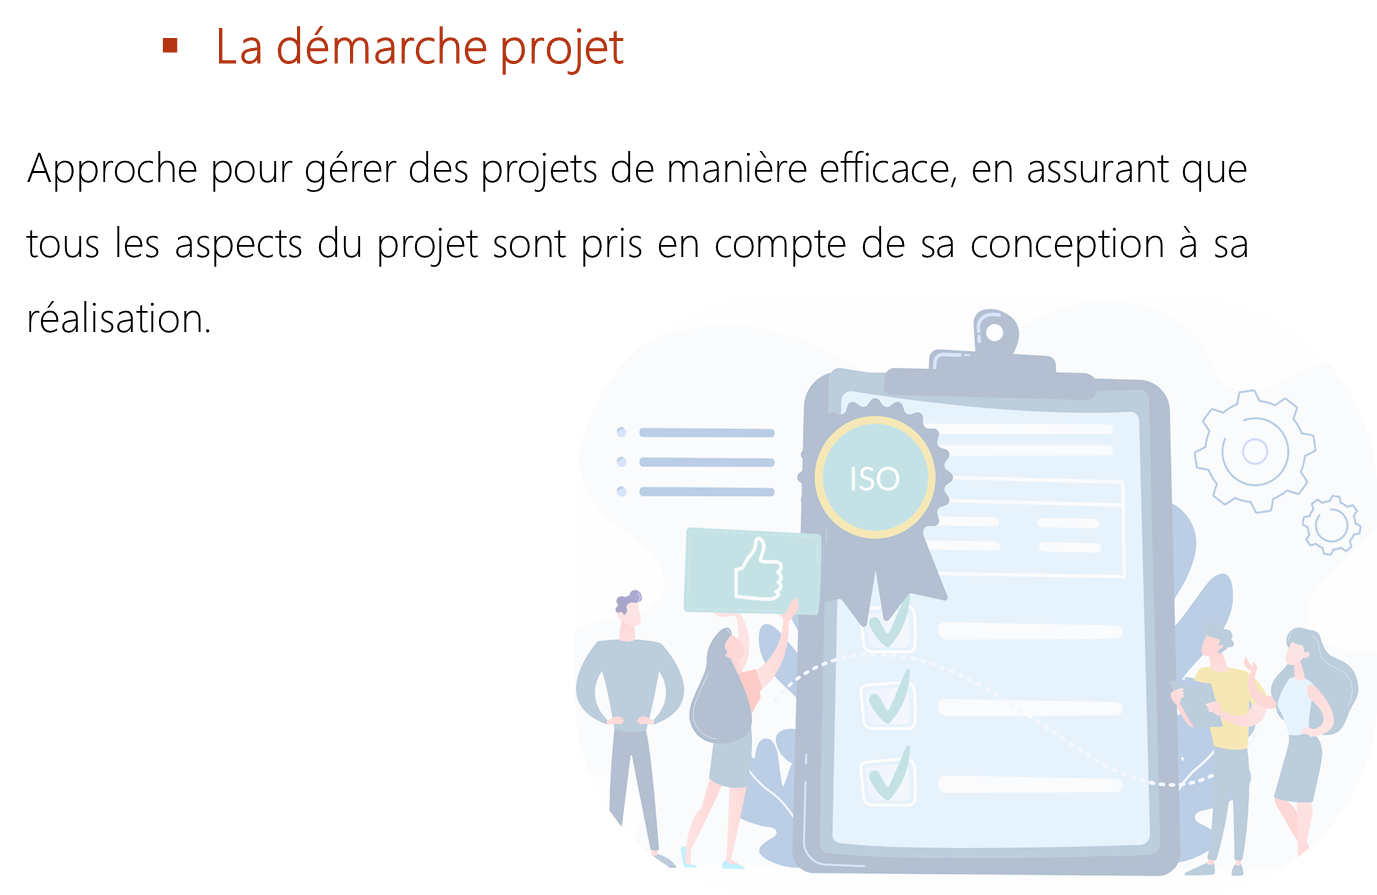 ▪ La démarche projet
Approche pour gérer des projets de manière efficace, en assurant que
tous les aspects du projet sont pris en compte de sa conception à sa
réalisation.
ISO